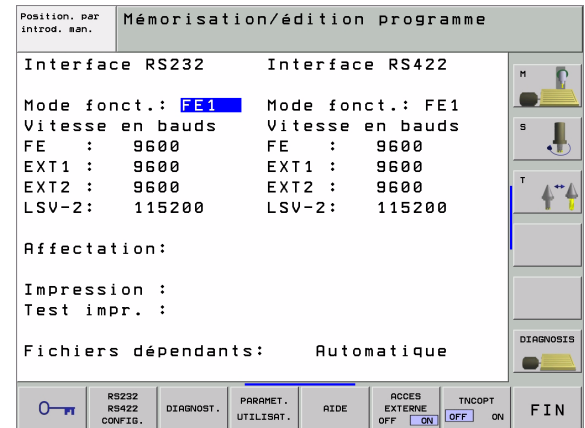 Position. par
introd. man.
Mémorisation/édition programme
Interface RS232 Interface RS422
Mode fonct.: FE1 Mode fonct.: FE1
Vitesse en bauds Vitesse en bauds
FE : 9600 FE : 9600
EXT1 : 9600 EXT1 : 9600
EXT2 : 9600 EXT2 : 9600
LSV-2: 115200 LSV-2: 115200
Affectation:
Impression :
Test impr. :
Fichiers dépendants: Automatique
M
S
T
DIAGNOSIS
RS232
RS422
CONFIG.
DIAGNOST.
PARAMET.
UTILISAT.
AIDE
ACCES
EXTERNE
OFF ON
TNCOPT
OFF ON
FIN